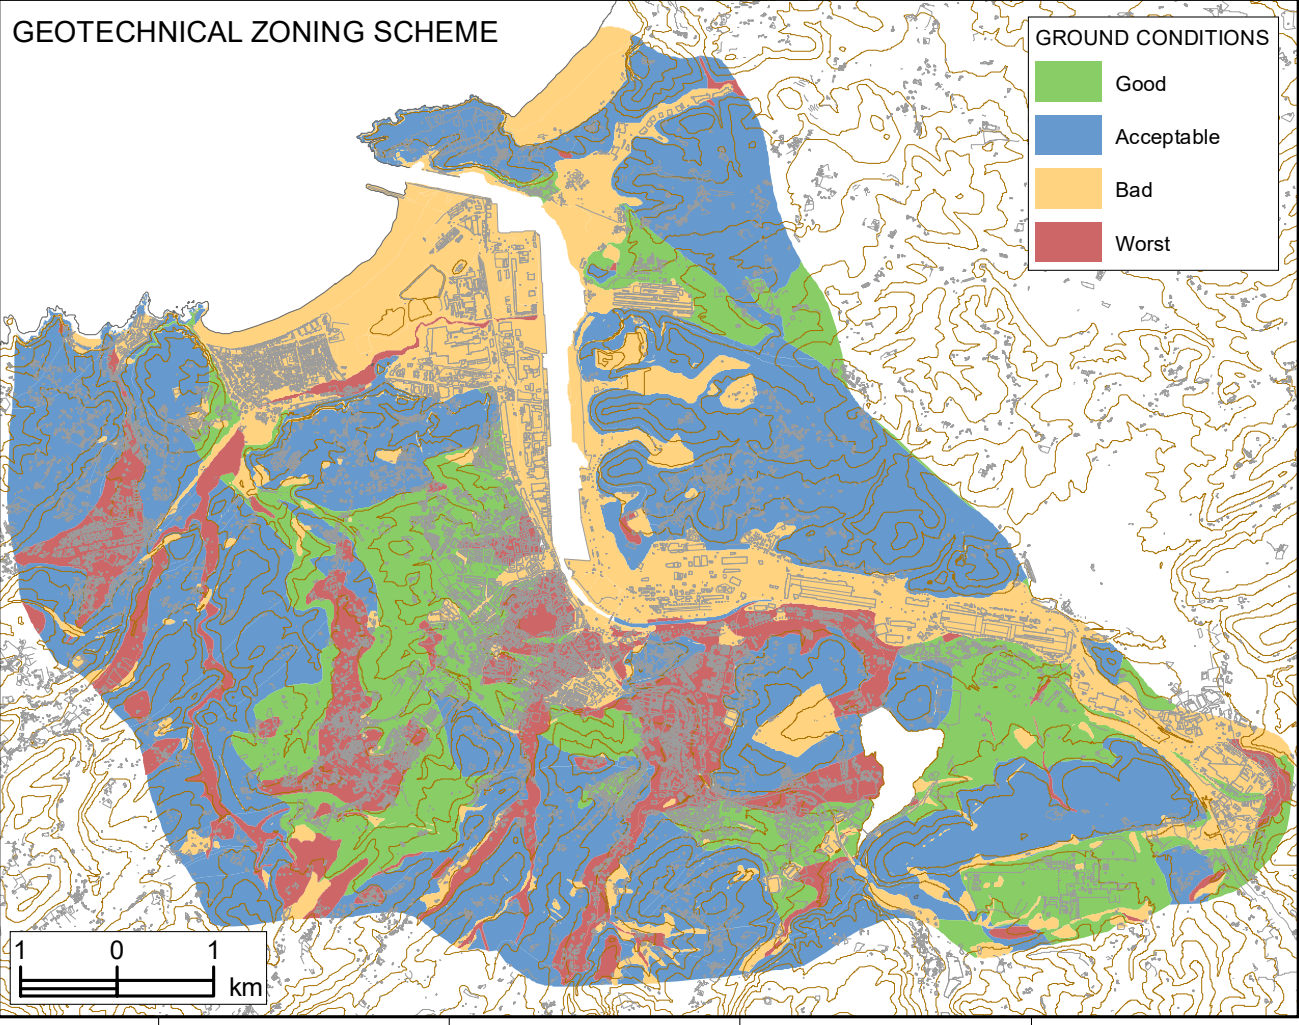 GEOTECHNICAL ZONING SCHEME
GROUND CONDITIONS
Good
Acceptable
Bad
Worst
1 0 1
km